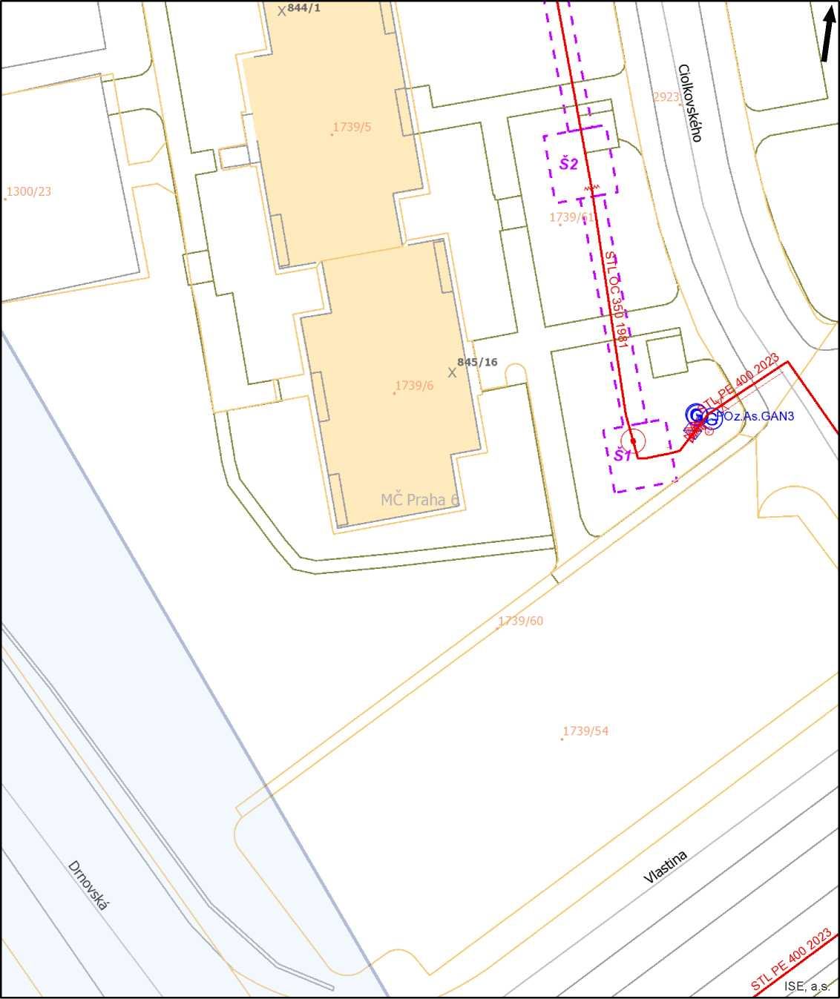 844/1
Ciolkovského
2923
1739/5
Š2
1300/23
1739/61
STL OC 350 1981
845/16
STL PE 400 2023
1739/6
POz.As.GAN3
G
G
Š1
MČ Praha 6
1739/60
1739/54
Vlastina
Drnovská
STL PE 400 2023
ISE, a.s.